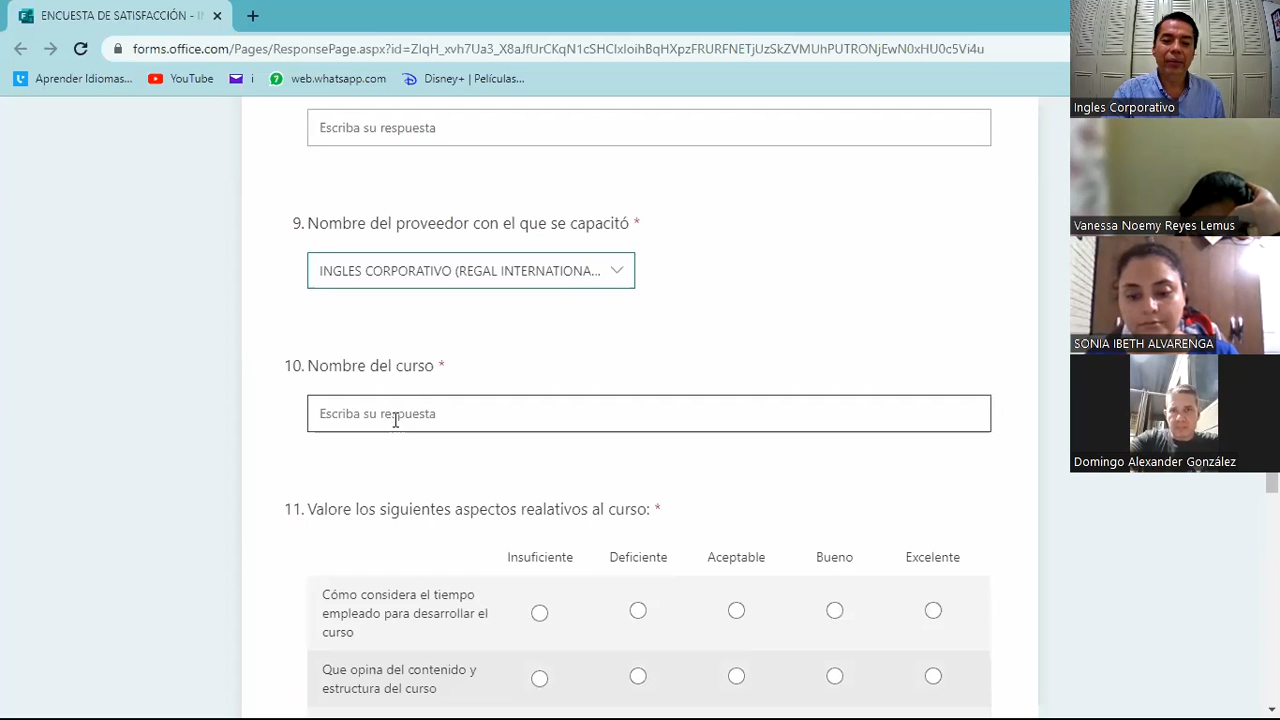 ENCUESTA DE SATISFACCIÓN - I
forms.office.com/Pages/ResponsePage.aspx?id=
Aprender Idiomas...
YouTube
i
web.whatsapp.com
Disney+ - Películas...
Escriba su respuesta
9. Nombre del proveedor con el que se capacitó *
INGLES CORPORATIVO (REGAL INTERNATIONA...
10. Nombre del curso *
Escriba su respuesta
11. Valore los siguientes aspectos realativos al curso: *
Insuficiente Deficiente Aceptable Bueno Excelente
Cómo considera el tiempo
empleado para desarrollar el
curso
Que opina del contenido y
estructura del curso
Ingles Corporativo
Vanessa Noemy Reyes Lemus
SONIA IBETH ALVARENGA
Domingo Alexander González